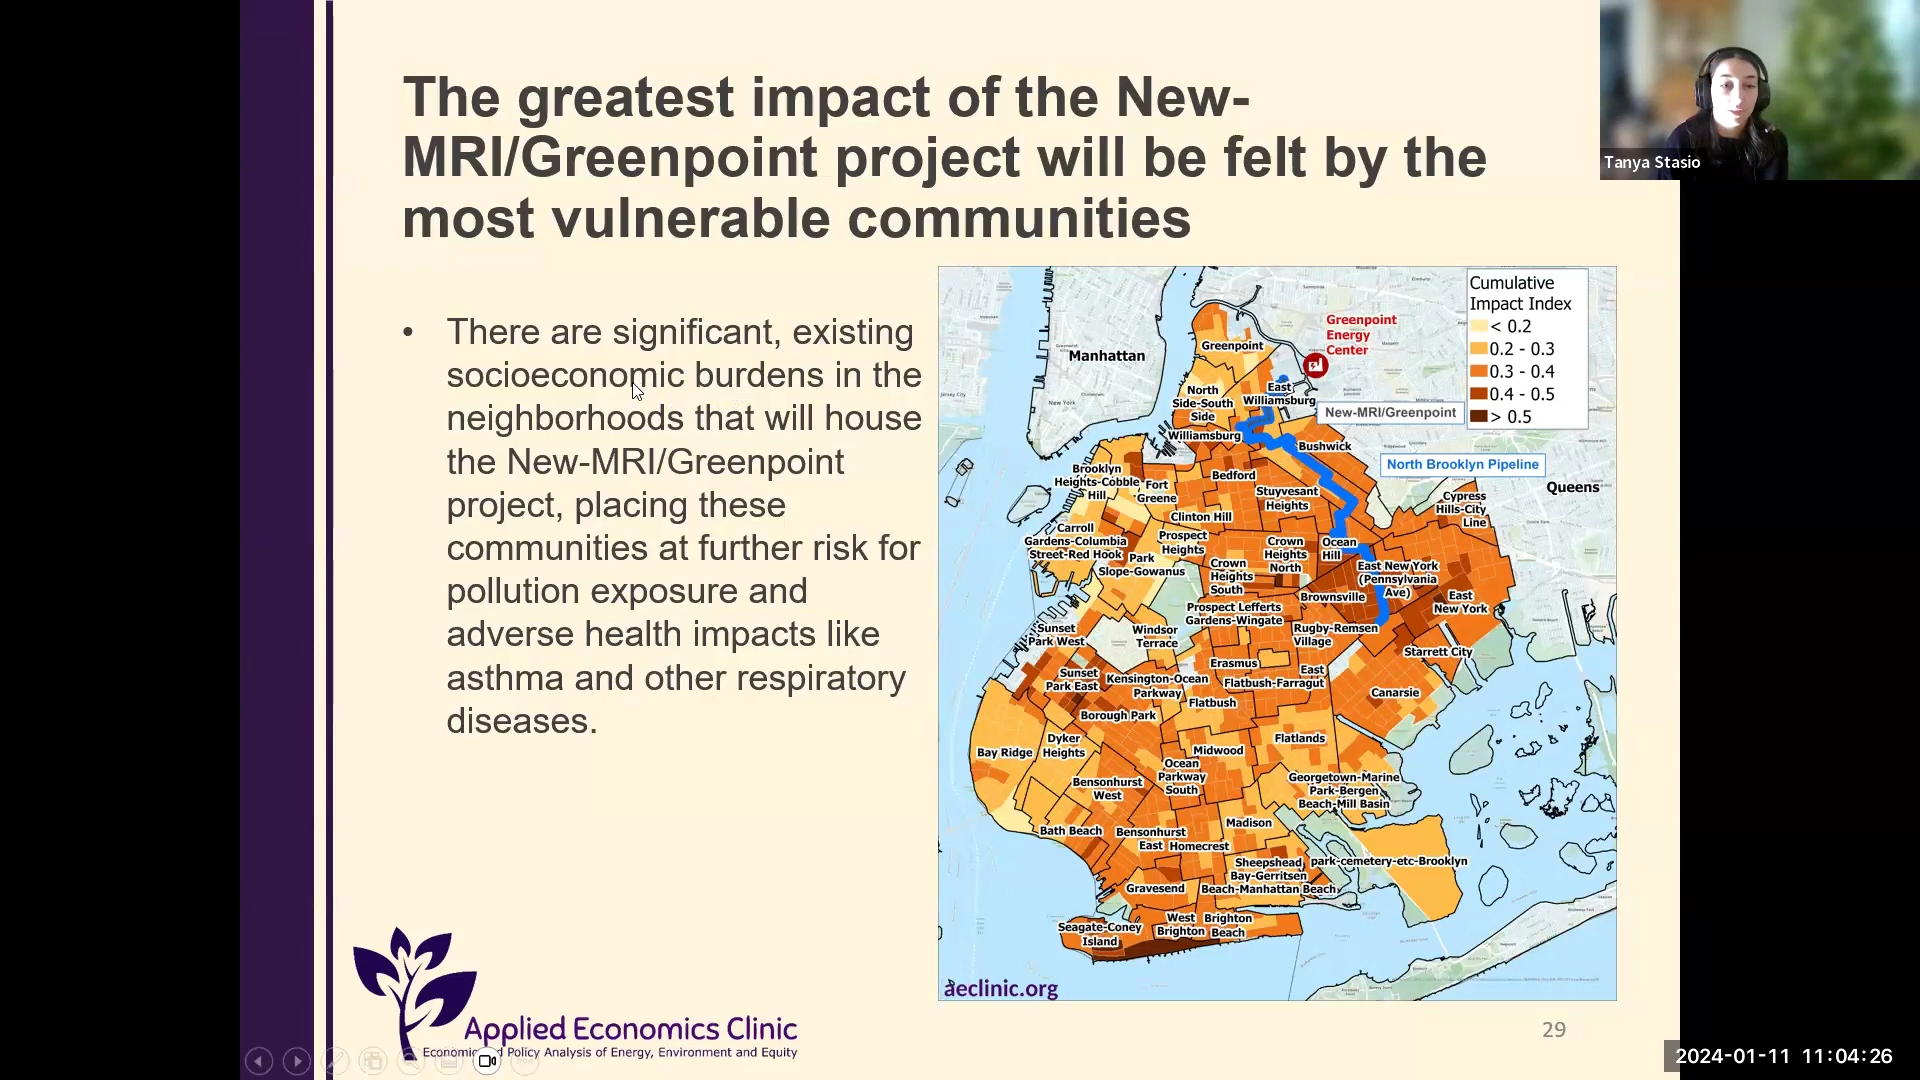 The greatest impact of the New-
MRI/Greenpoint project will be felt by the
most vulnerable communities
Tanya Stasio
• There are significant, existing
socioeconomic burdens in the
neighborhoods that will house
the New-MRI/Greenpoint
project, placing these
communities at further risk for
pollution exposure and
adverse health impacts like
asthma and other respiratory
diseases.
Cumulative
Impact Index
< 0.2
0.2 - 0.3
0.3 - 0.4
0.4 - 0.5
> 0.5
Greenpoint
Energy
Center
Manhattan
Greenpoint
North
Side-South
Side
East
Williamsburg
New-MRI/Greenpoint
Williamsburg
Bushwick
North Brooklyn Pipeline
Queens
Brooklyn
Heights-Cobble
Hill
Fort
Greene
Bedford
Stuyvesant
Heights
Cypress
Hills-City
Line
Clinton Hill
Carroll
Gardens-Columbia
Street-Red Hook
Prospect
Heights
Park
Slope-Gowanus
Crown
Heights
North
Ocean
Hill
Crown
Heights
South
East New York
(Pennsylvania
Ave)
Brownsville
East
New York
Prospect Lefferts
Gardens-Wingate
Sunset
Park West
Windsor
Terrace
Rugby-Remsen
Village
Starrett City
Erasmus
East
Flatbush-Farragut
Sunset
Park East
Kensington-Ocean
Parkway
Canarsie
Flatbush
Borough Park
Dyker
Heights
Bay Ridge
Midwood
Flatlands
Ocean
Parkway
South
Bensonhurst
West
Georgetown-Marine
Park-Bergen
Beach-Mill Basin
Madison
Bath Beach
Bensonhurst
East
Homecrest
Sheepshead
Bay-Gerritsen
Beach-Manhattan Beach
park-cemetery-etc-Brooklyn
Gravesend
Seagate-Coney
Island
West
Brighton
Brighton
Beach
aeclinic.org
Applied Economics Clinic
Economic and Policy Analysis of Energy, Environment and Equity
29
2024-01-11 11:04:26